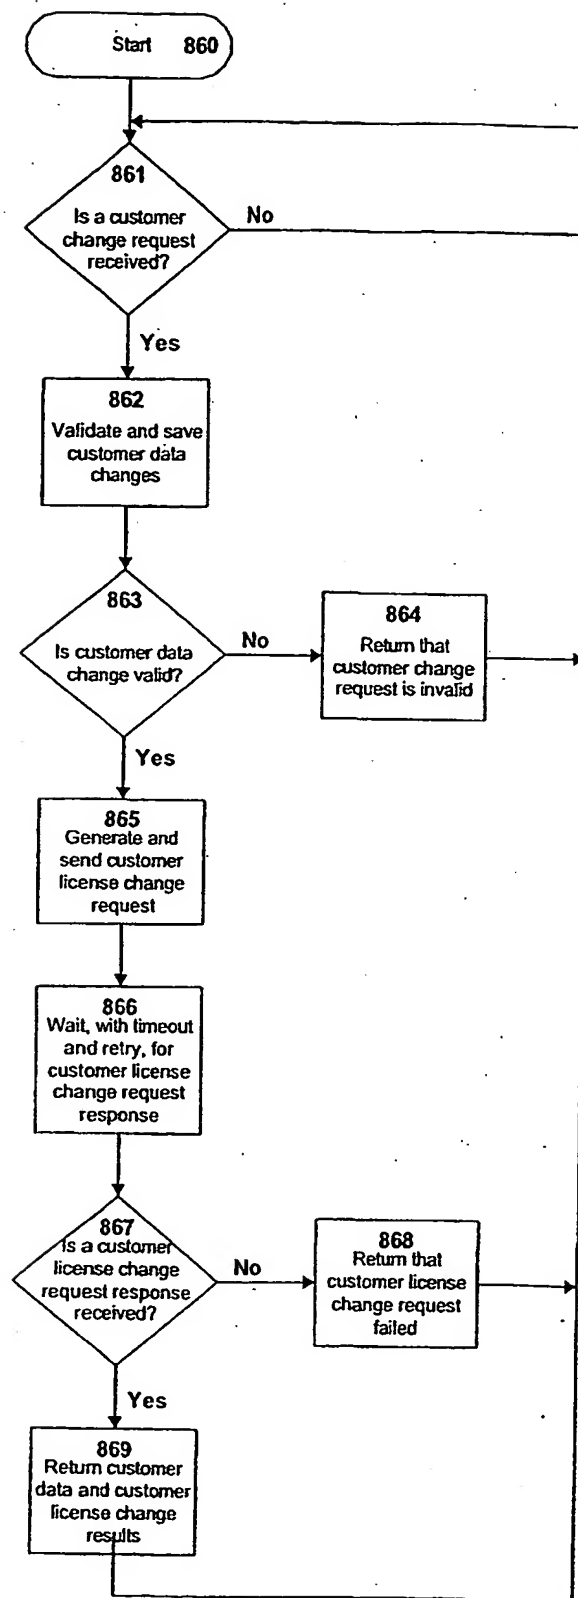 Start 860
861
Is a customer
change request
received?
No
Yes
862
Validate and save
customer data
changes
863
Is customer data
change valid?
No
864
Return that
customer change
request is invalid
Yes
865
Generate and
send customer
license change
request
866
Wait, with timeout
and retry, for
customer license
change request
response
867
Is a customer
license change
request response
received?
No
868
Return that
customer license
change request
failed
Yes
869
Return customer
data and customer
license change
results